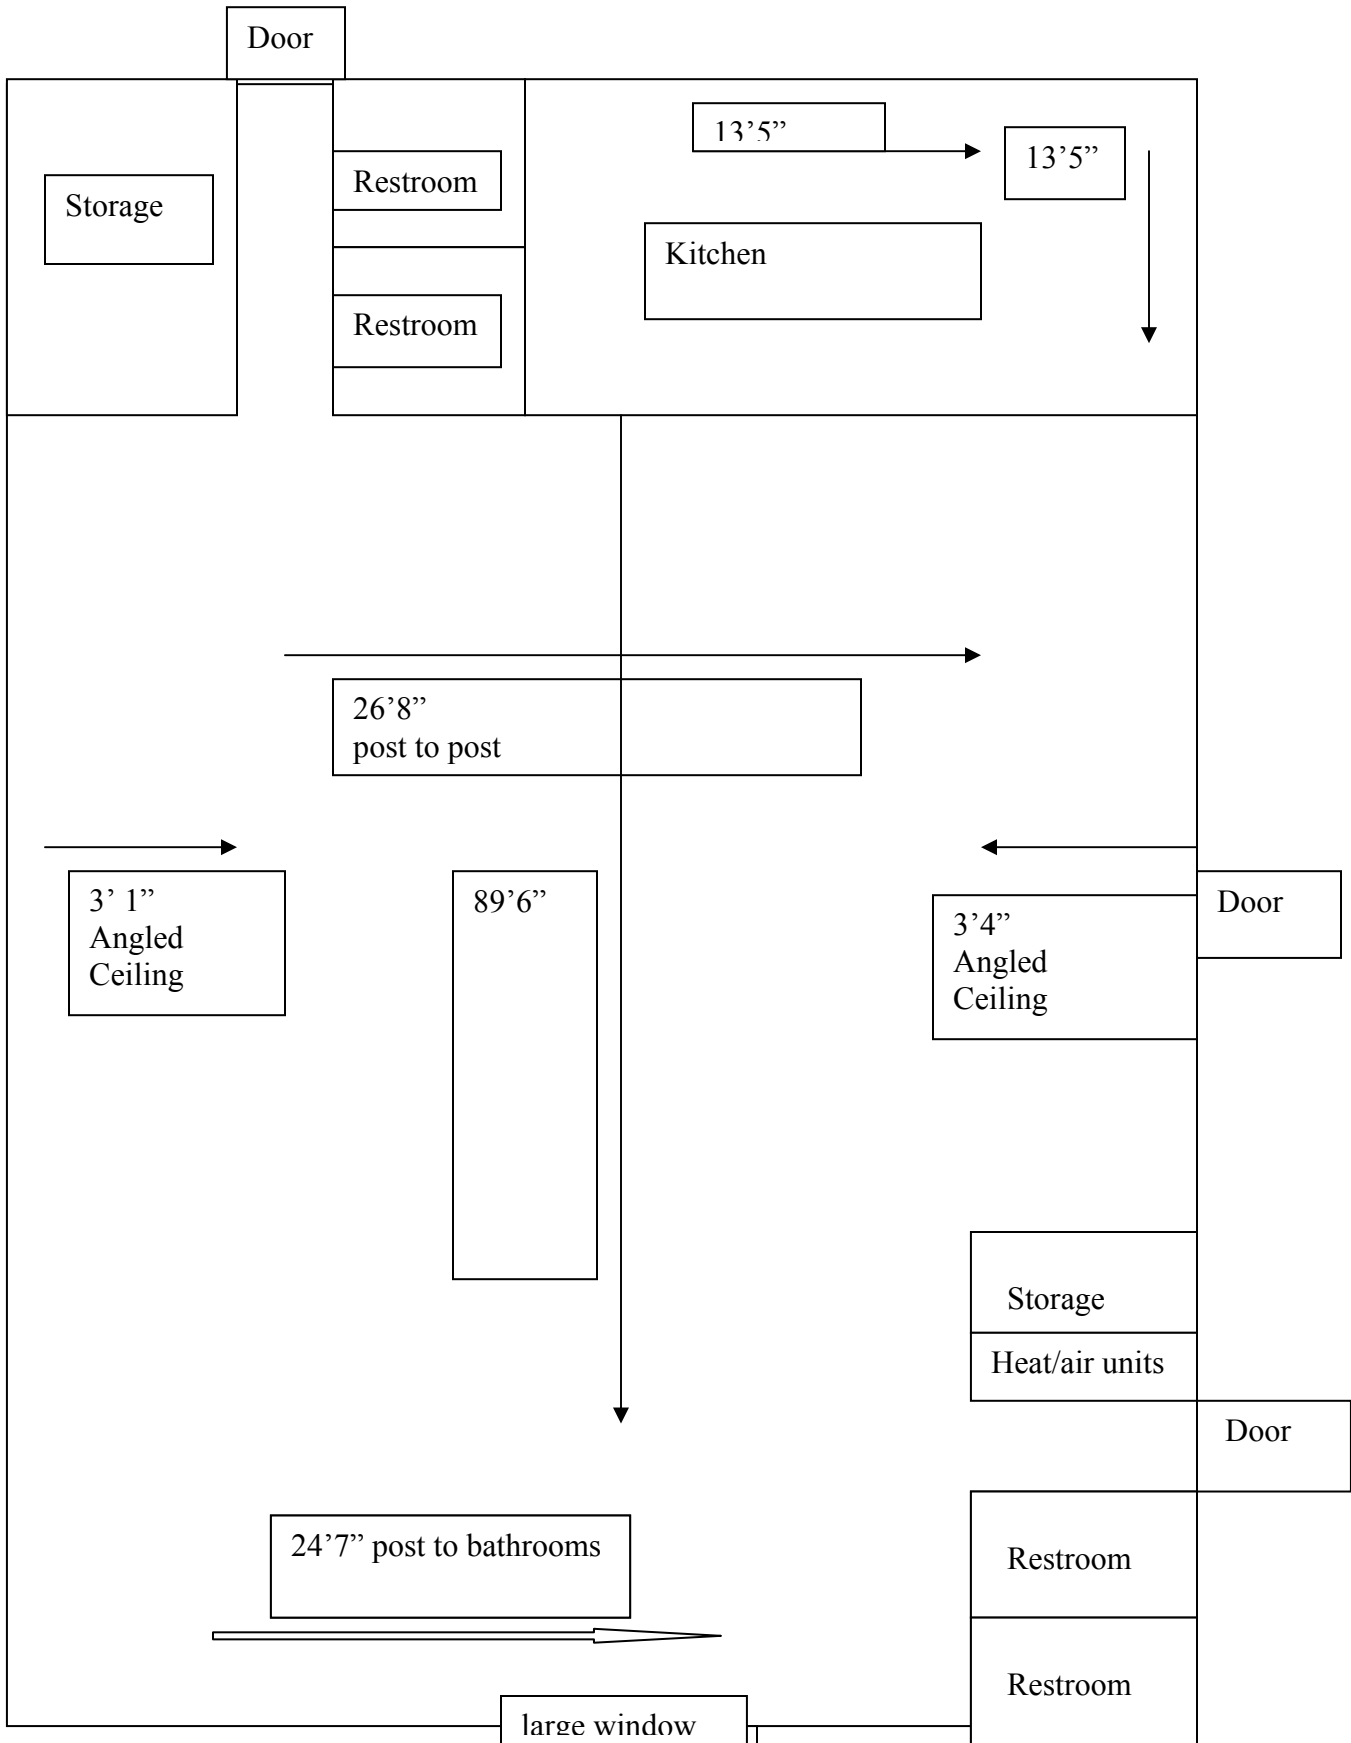 Door
13’5”
13’5”
Storage
Restroom
Kitchen
Restroom
26’8”
post to post
3’ 1”
Angled
Ceiling
89’6”
3’4”
Angled
Ceiling
Door
Storage
Heat/air units
Door
24’7” post to bathrooms
Restroom
Restroom
large window